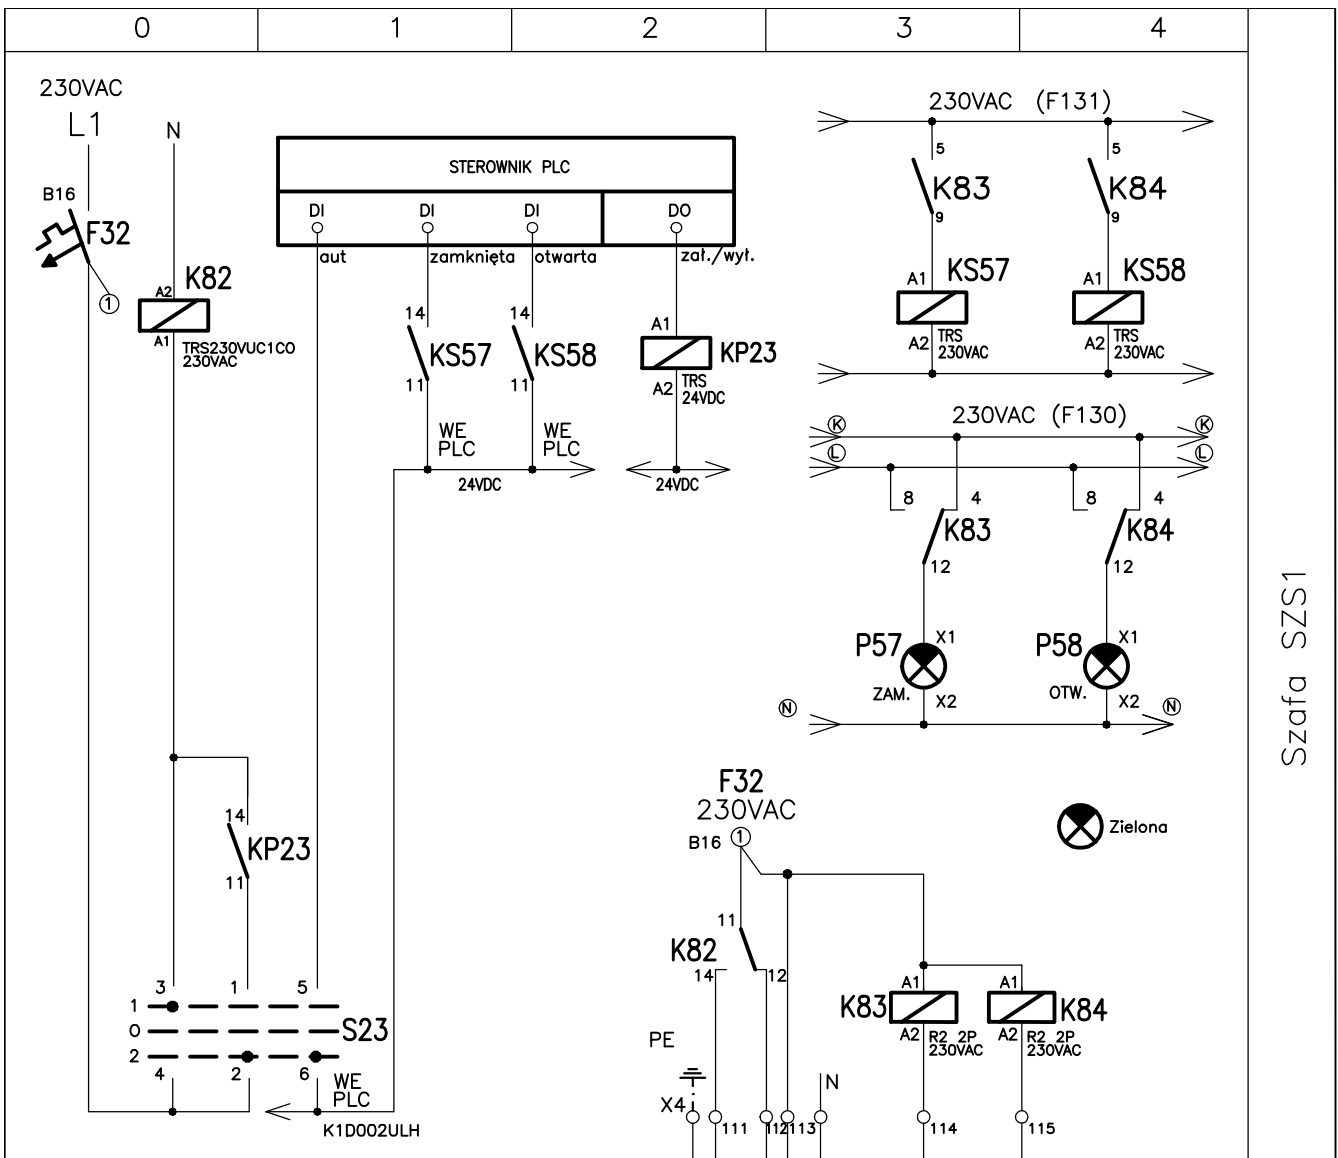 0 1 2 3 4
230VAC
L1
N
B16
F32
1
K82
A2
A1
TRS230VUC1CO
230VAC
STEROWNIK PLC
DI DI DI DO
aut zamknięta otwarta zał./wył.
14 14
KS57 KS58
11 11
A1
KP23
A2
TRS
24VDC
WE
PLC
WE
PLC
24VDC 24VDC
230VAC (F131)
5 5
K83 K84
9 9
A1 KS57 A1 KS58
A2 TRS
230VAC
A2 TRS
230VAC
230VAC (F130)
K K
L L
8 4 8 4
K83 K84
12 12
P57 X1 P58 X1
ZAM. X2 OTW. X2
N N
Zielona
Szafa SZS1
14
KP23
11
3 1 5
1
0
2
S23
4 2 6
WE
PLC
K1D002ULH
F32
230VAC
B16 1
11
K82
14 12
A1 A1
K83 K84
A2 R2 2P
230VAC
A2 R2 2P
230VAC
PE
N
X4
111 112 113 114 115